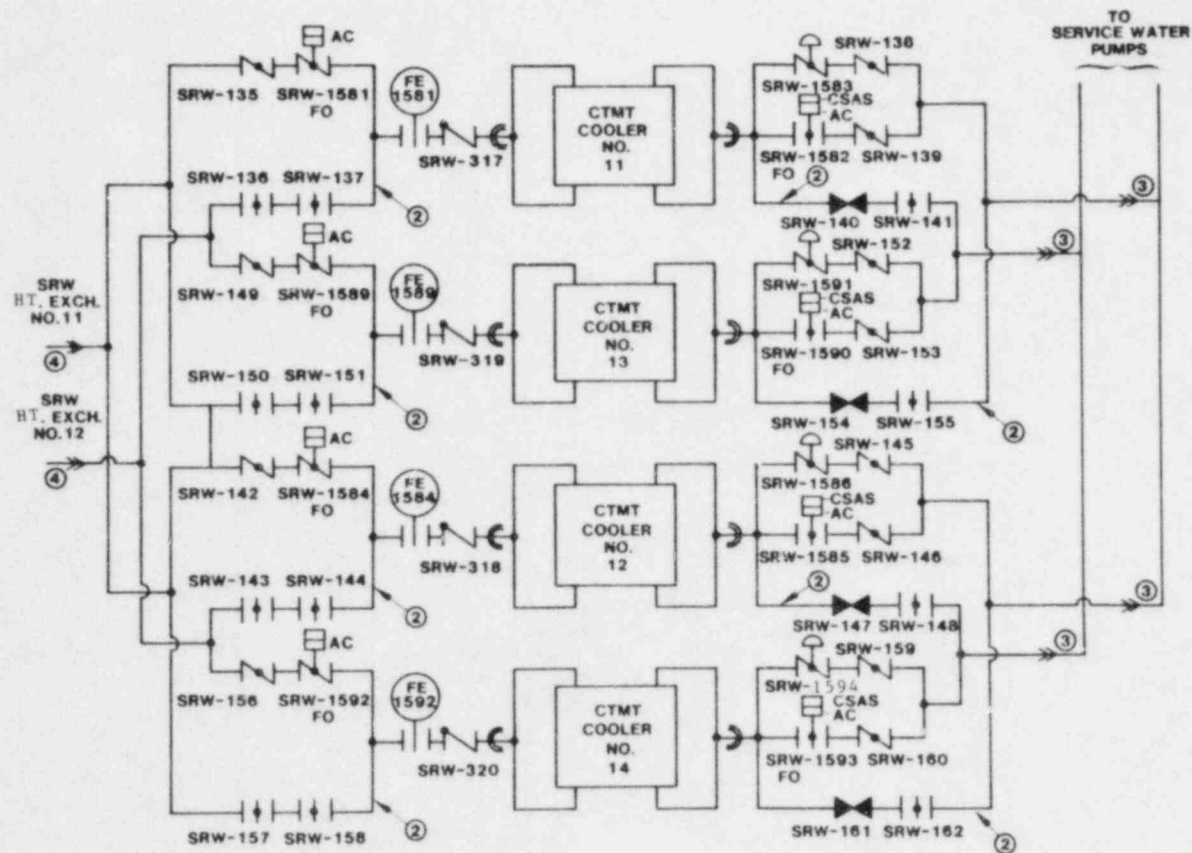 TO
SERVICE WATER
PUMPS
AC
SRW-135 SRW-1581
FO
FE
1581
SRW-317
CTMT
COOLER
NO.
11
SRW-138
SRW-1583
CSAS
AC
SRW-1582 SRW-139
FO
②
SRW-140 SRW-141
③
SRW-136 SRW-137
②
AC
SRW-149 SRW-1589
FO
FE
1589
SRW-319
CTMT
COOLER
NO.
13
SRW-152
SRW-1591
CSAS
AC
SRW-1590 SRW-153
FO
③
SRW-154 SRW-155
②
SRW
HT. EXCH.
NO. 11
④
SRW-150 SRW-151
②
SRW
HT. EXCH.
NO. 12
④
AC
SRW-142 SRW-1584
FO
FE
1584
SRW-318
CTMT
COOLER
NO.
12
SRW-145
SRW-1586
CSAS
AC
SRW-1585 SRW-146
②
SRW-147 SRW-148
③
SRW-143 SRW-144
②
AC
SRW-156 SRW-1592
FO
FE
1592
SRW-320
CTMT
COOLER
NO.
14
SRW-159
SRW-1594
CSAS
AC
SRW-1593 SRW-160
FO
③
SRW-161 SRW-162
②
SRW-157 SRW-158
②